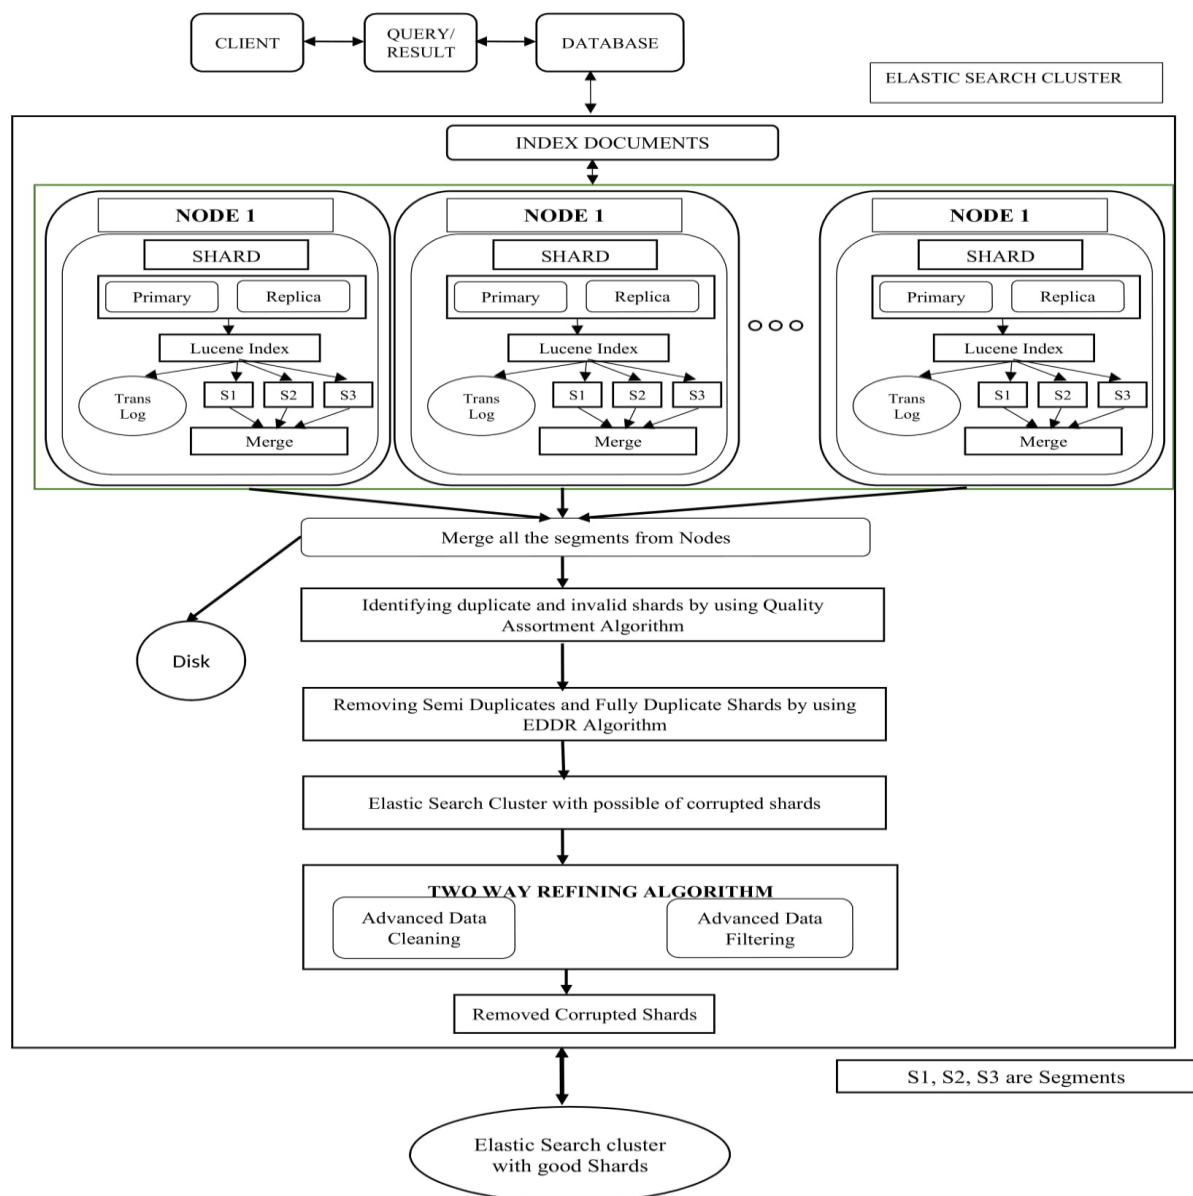 CLIENT
QUERY/
RESULT
DATABASE
ELASTIC SEARCH CLUSTER
INDEX DOCUMENTS
NODE 1
SHARD
Primary
Replica
Lucene Index
Trans
Log
S1
S2
S3
Merge
NODE 1
SHARD
Primary
Replica
Lucene Index
Trans
Log
S1
S2
S3
Merge
NODE 1
SHARD
Primary
Replica
Lucene Index
Trans
Log
S1
S2
S3
Merge
Merge all the segments from Nodes
Disk
Identifying duplicate and invalid shards by using Quality
Assortment Algorithm
Removing Semi Duplicates and Fully Duplicate Shards by using
EDDR Algorithm
Elastic Search Cluster with possible of corrupted shards
TWO WAY REFINING ALGORITHM
Advanced Data
Cleaning
Advanced Data
Filtering
Removed Corrupted Shards
S1, S2, S3 are Segments
Elastic Search cluster
with good Shards